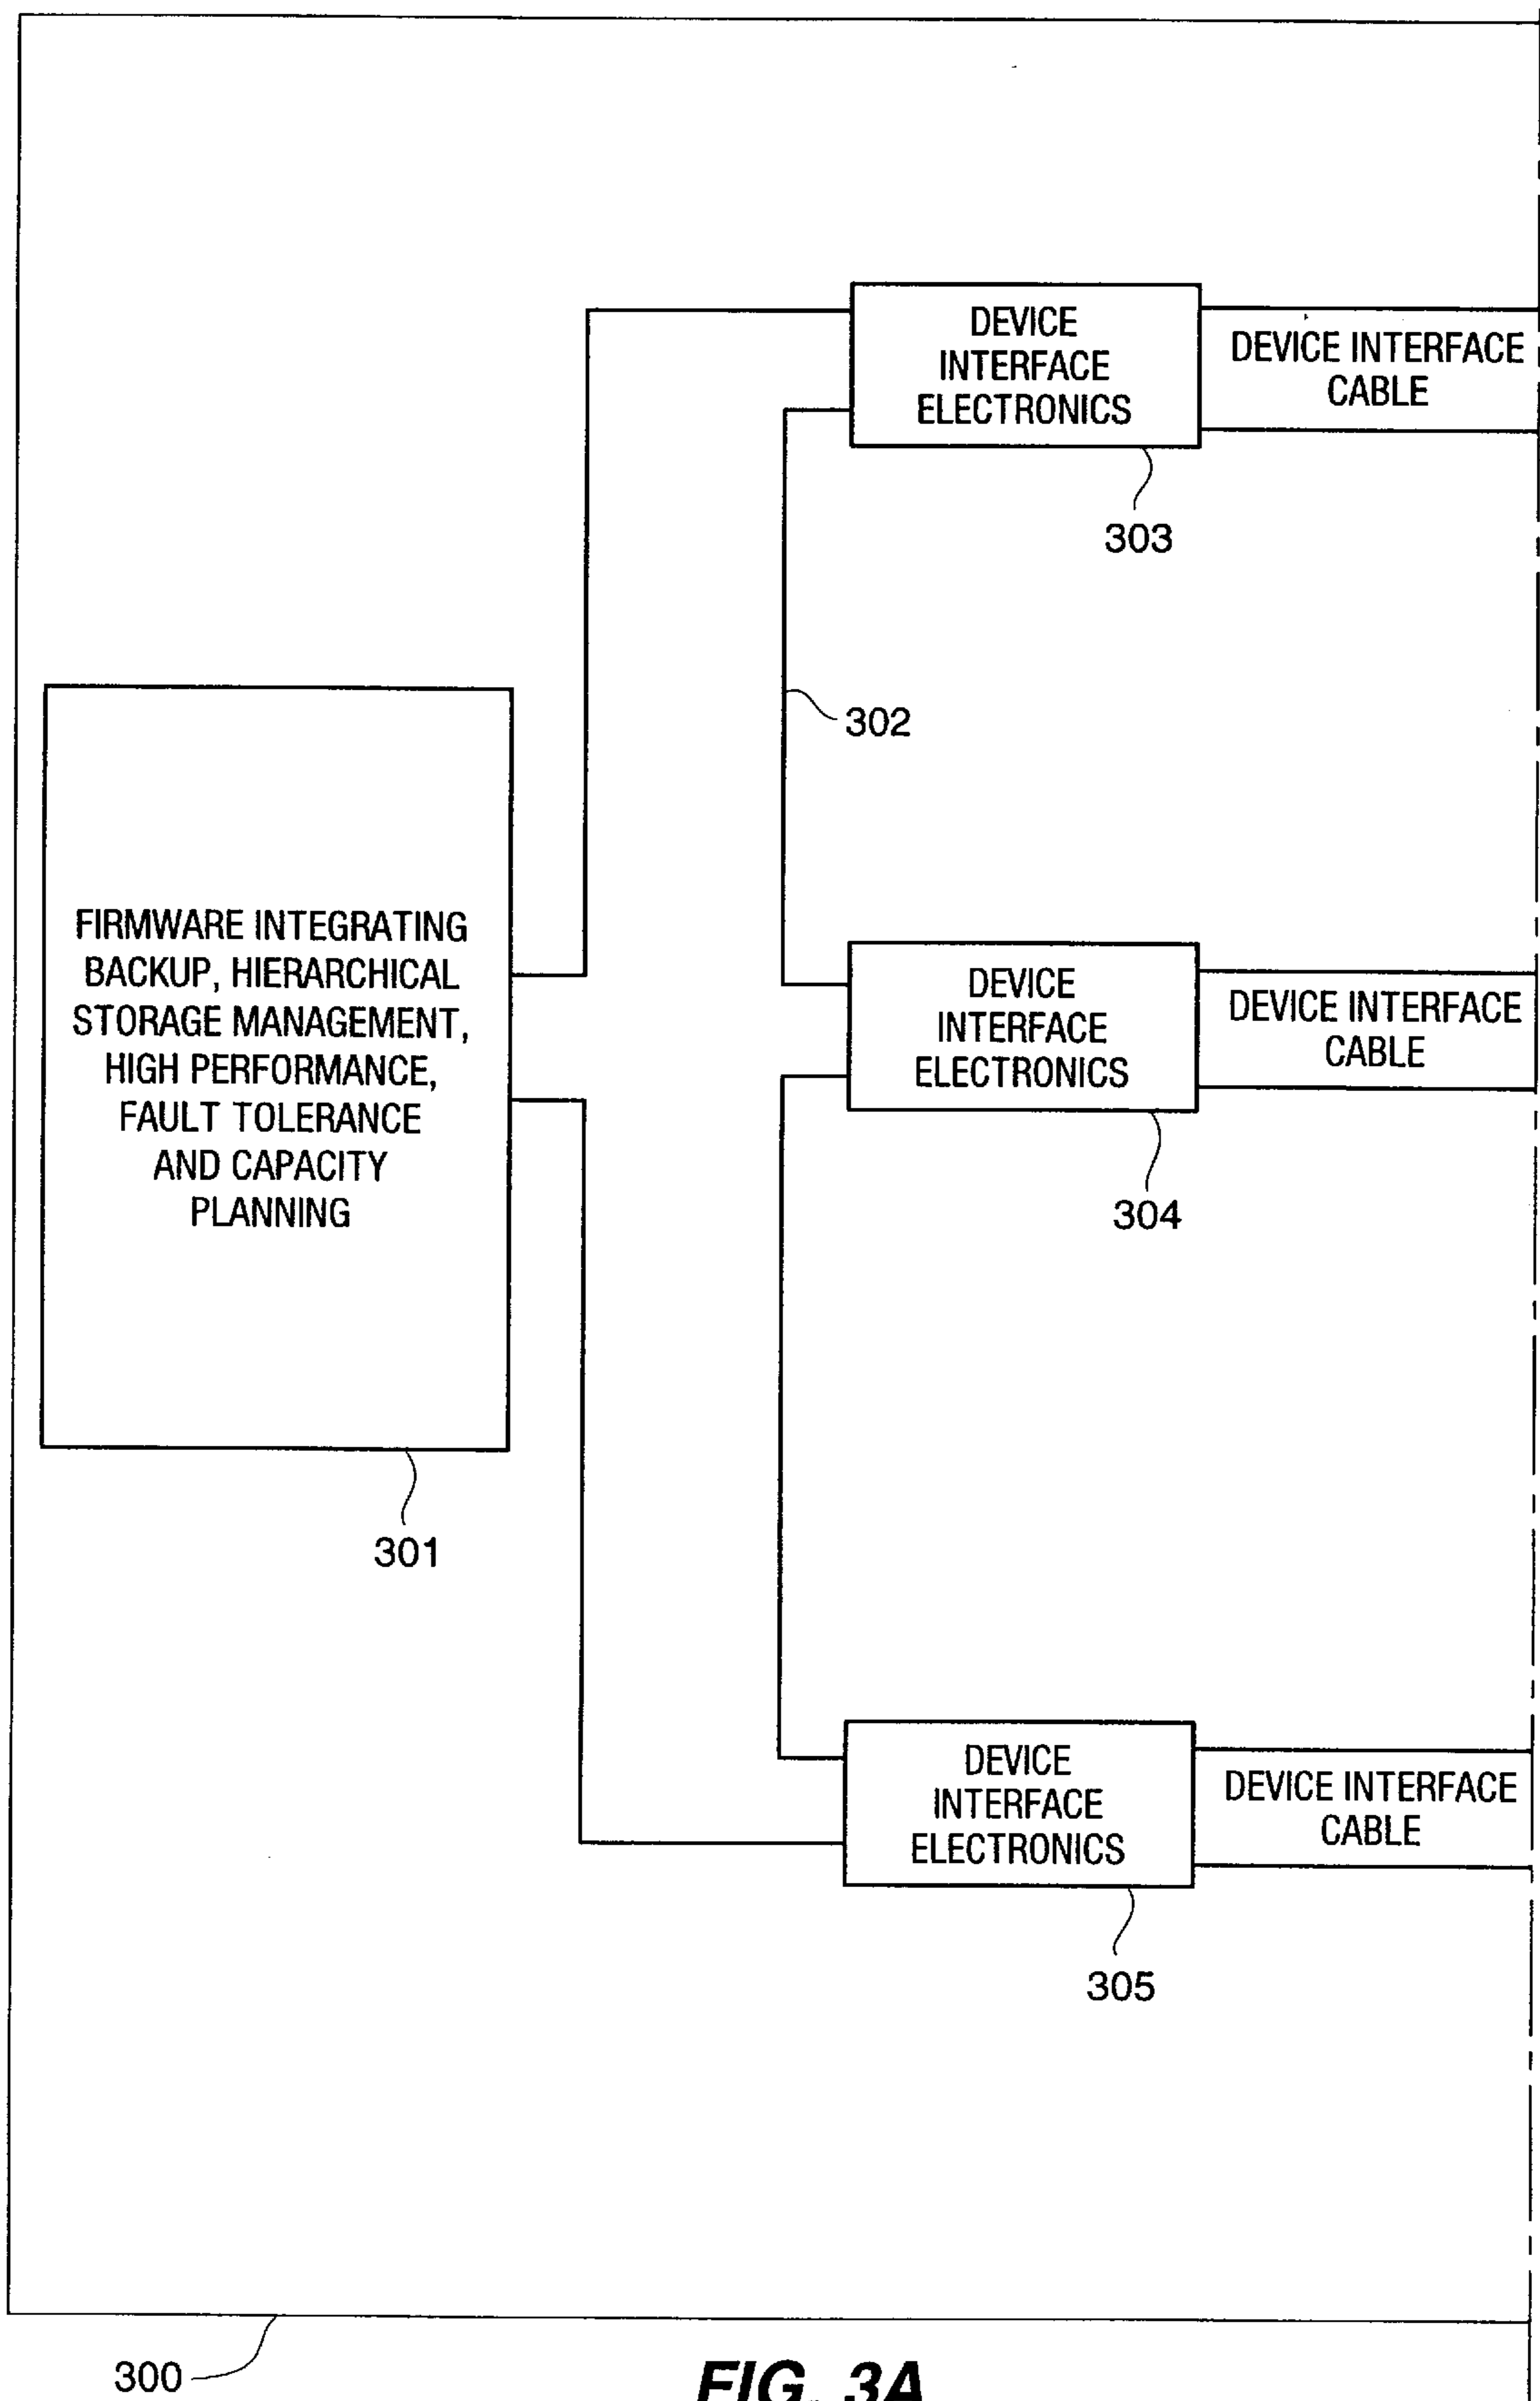 DEVICE
INTERFACE
ELECTRONICS
DEVICE INTERFACE
CABLE
303
302
FIRMWARE INTEGRATING
BACKUP, HIERARCHICAL
STORAGE MANAGEMENT,
HIGH PERFORMANCE,
FAULT TOLERANCE
AND CAPACITY
PLANNING
301
DEVICE
INTERFACE
ELECTRONICS
DEVICE INTERFACE
CABLE
304
DEVICE
INTERFACE
ELECTRONICS
DEVICE INTERFACE
CABLE
305
300
FIG. 3A